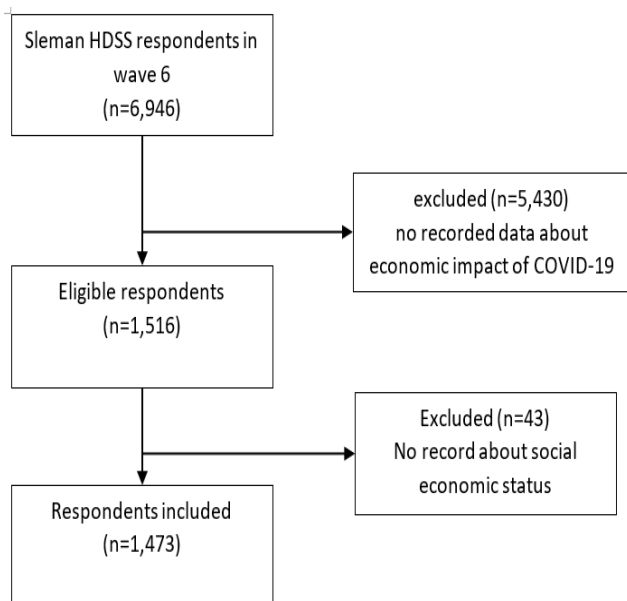 Sleman HDSS respondents in
wave 6
(n=6,946)
excluded (n=5,430)
no recorded data about
economic impact of COVID-19
Eligible respondents
(n=1,516)
Excluded (n=43)
No record about social
economic status
Respondents included
(n=1,473)